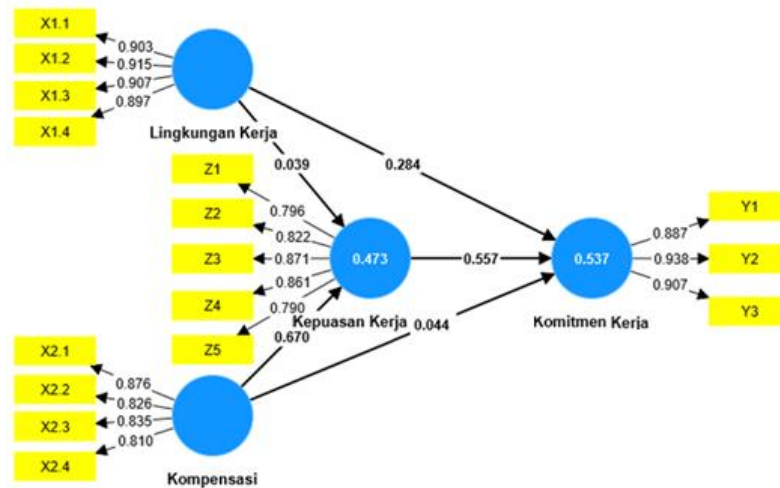 X1.1
X1.2
X1.3
X1.4
0.903
0.915
0.907
0.897
Lingkungan Kerja
0.039
0.284
Z1
Z2
Z3
Z4
Z5
0.796
0.822
0.871
0.861
0.790
0.473
Kepuasan Kerja
0.557
0.537
Komitmen Kerja
0.887
0.938
0.907
Y1
Y2
Y3
0.670
0.044
X2.1
X2.2
X2.3
X2.4
0.876
0.826
0.835
0.810
Kompensasi